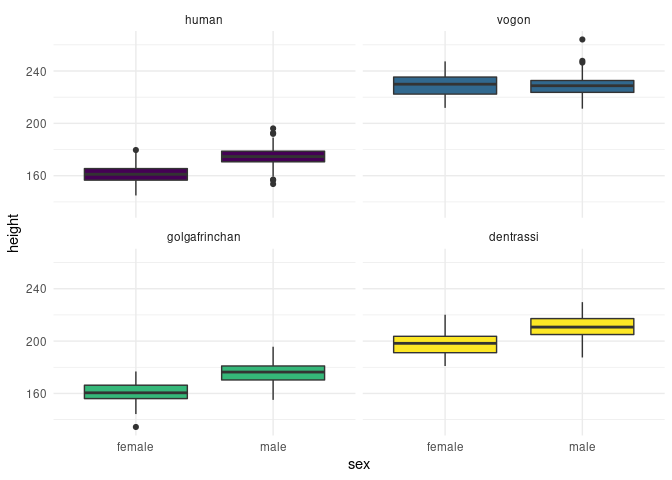 human
vogon
240
200
160
golgafrinchan
dentrassi
240
200
160
height
female
male
female
male
sex